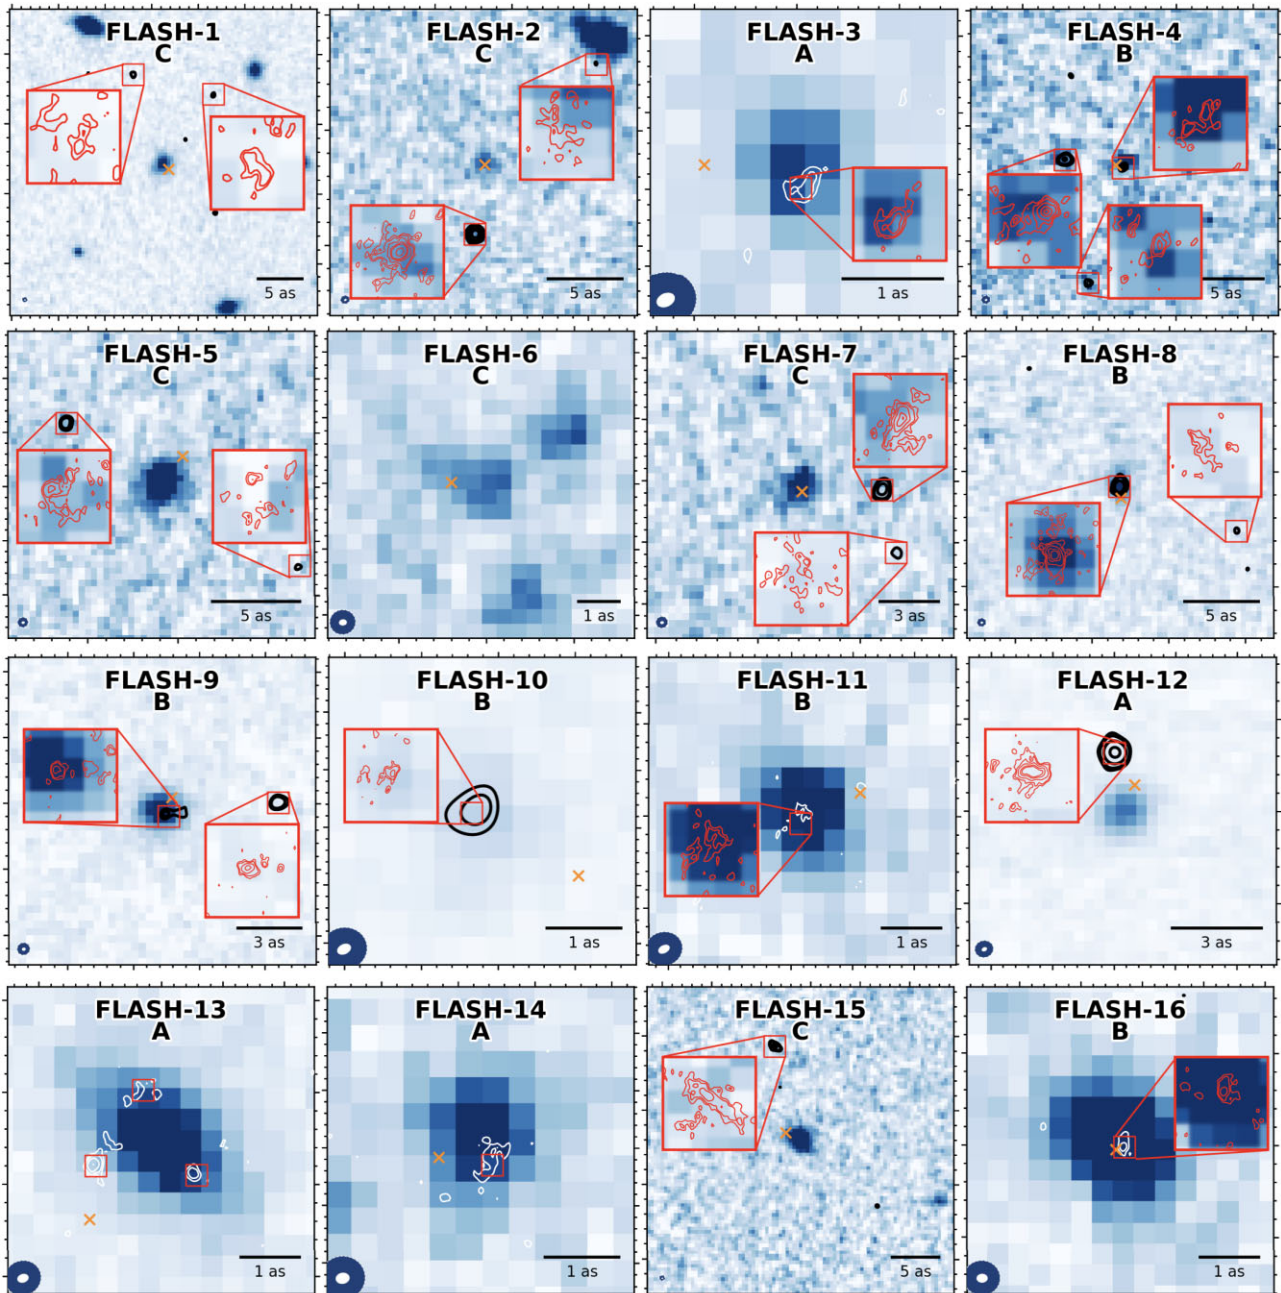 FLASH-1
C
5 as
FLASH-2
C
5 as
FLASH-3
A
1 as
FLASH-4
B
5 as
FLASH-5
C
5 as
FLASH-6
C
1 as
FLASH-7
C
3 as
FLASH-8
B
5 as
FLASH-9
B
3 as
FLASH-10
B
1 as
FLASH-11
B
1 as
FLASH-12
A
3 as
FLASH-13
A
1 as
FLASH-14
A
1 as
FLASH-15
C
5 as
FLASH-16
B
1 as